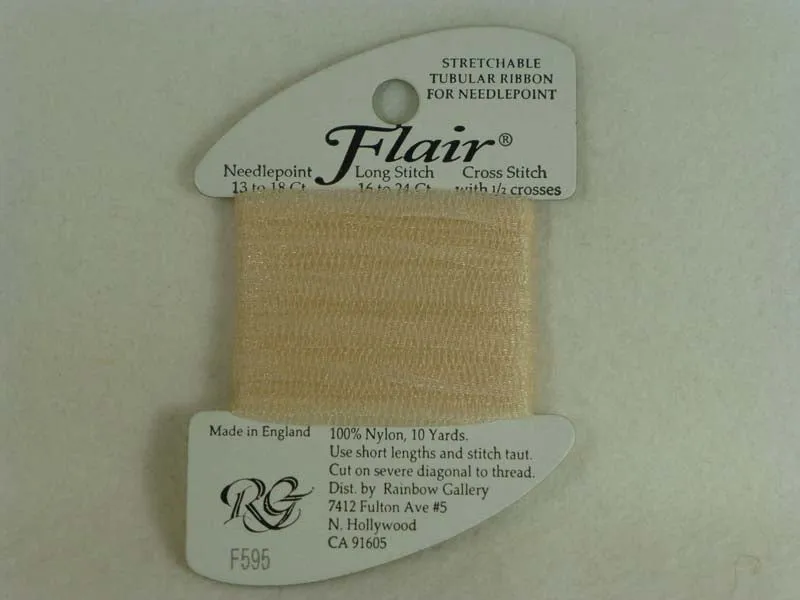 STRETCHABLE
TUBULAR RIBBON
FOR NEEDLEPOINT
Flair®
Needlepoint Long Stitch Cross Stitch
13 to 18 Ct. 16 to 24 Ct. with 1/2 crosses
Made in England
100% Nylon, 10 Yards.
Use short lengths and stitch taut.
Cut on severe diagonal to thread.
Dist. by Rainbow Gallery
7412 Fulton Ave #5
N. Hollywood
CA 91605
RG
F595